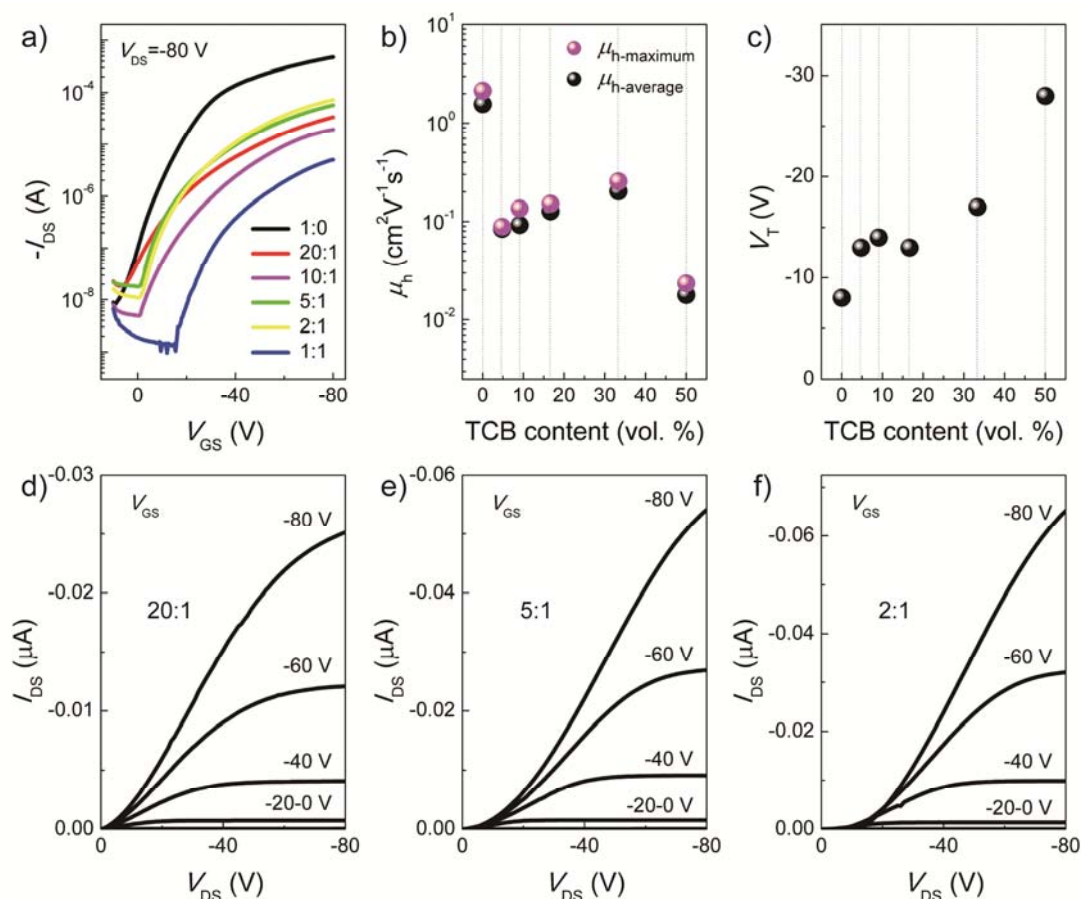 a)
V_DS=-80 V
10^-4
10^-6
10^-8
-I_DS (A)
1:0
20:1
10:1
5:1
2:1
1:1
0 -40 -80
V_GS (V)
b)
μ_h-maximum
μ_h-average
10^1
10^0
10^-1
10^-2
μ_h (cm^2V^-1s^-1)
0 10 20 30 40 50
TCB content (vol. %)
c)
-30
-20
-10
0
V_T (V)
0 10 20 30 40 50
TCB content (vol. %)
d)
V_GS
-0.03
-0.02
-0.01
0.00
I_DS (μA)
-80 V
20:1
-60 V
-40 V
-20-0 V
0 -40 -80
V_DS (V)
e)
V_GS
-0.06
-0.04
-0.02
0.00
I_DS (μA)
-80 V
5:1
-60 V
-40 V
-20-0 V
0 -40 -80
V_DS (V)
f)
V_GS
-0.06
-0.04
-0.02
0.00
I_DS (μA)
-80 V
2:1
-60 V
-40 V
-20-0 V
0 -40 -80
V_DS (V)